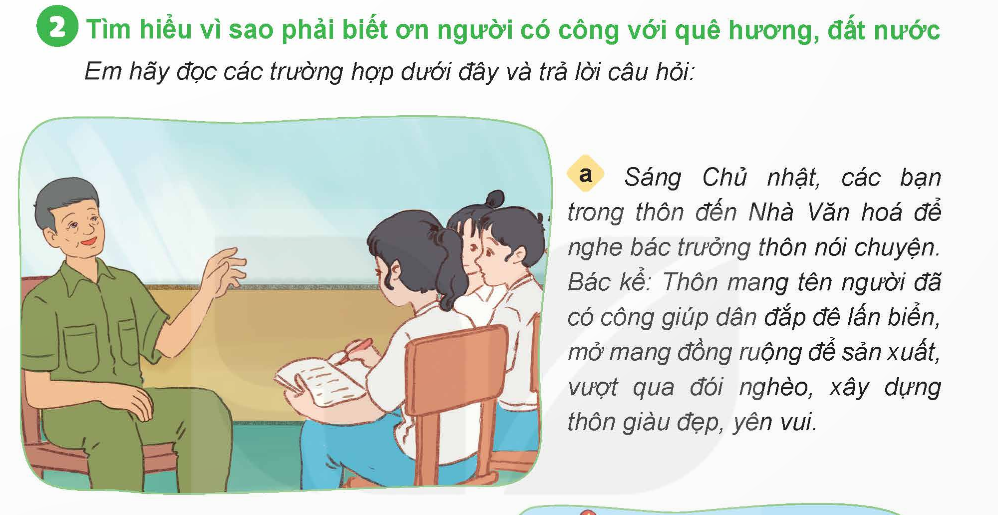 2 Tìm hiểu vì sao phải biết ơn người có công với quê hương, đất nước
Em hãy đọc các trường hợp dưới đây và trả lời câu hỏi:
a Sáng Chủ nhật, các bạn
trong thôn đến Nhà Văn hoá để
nghe bác trưởng thôn nói chuyện.
Bác kể: Thôn mang tên người đã
có công giúp dân đắp đê lấn biển,
mở mang đồng ruộng để sản xuất,
vượt qua đói nghèo, xây dựng
thôn giàu đẹp, yên vui.